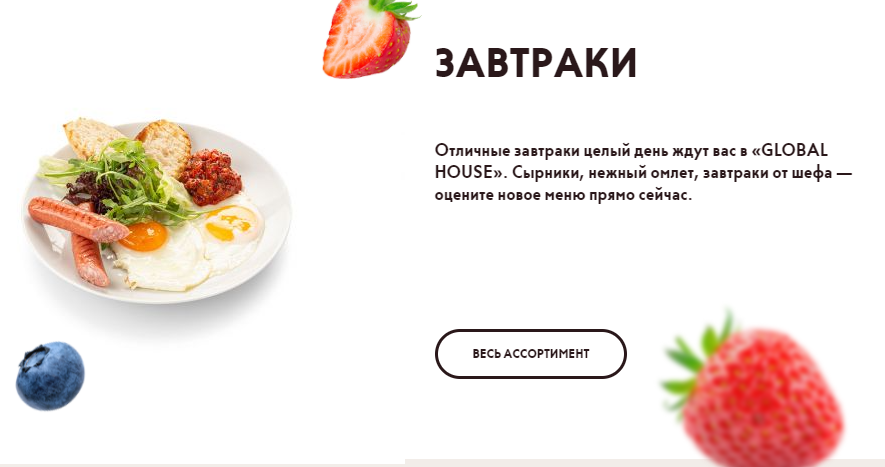 ЗАВТРАКИ
Отличные завтраки целый день ждут вас в «GLOBAL
HOUSE». Сырники, нежный омлет, завтраки от шефа —
оцените новое меню прямо сейчас.
ВЕСЬ АССОРТИМЕНТ